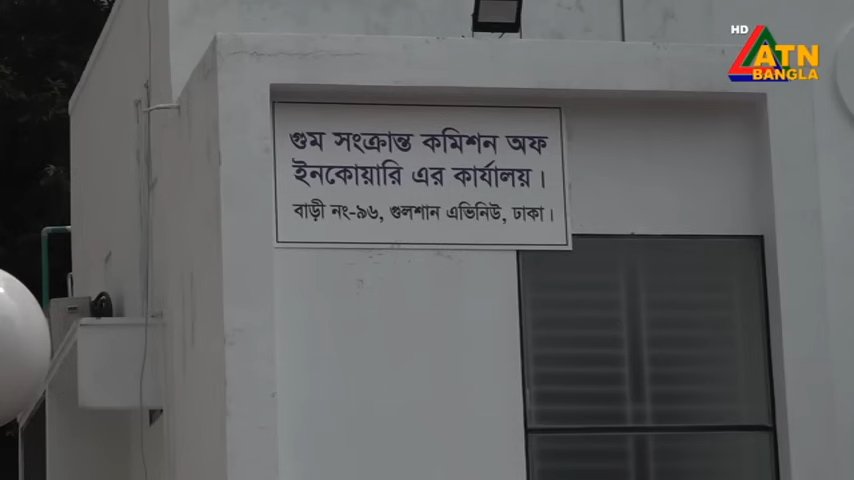 HD
ATN
BANGLA
গুম সংক্রান্ত কমিশন অফ
ইনকোয়ারি এর কার্যালয়।
বাড়ী নং-৯৬, গুলশান এভিনিউ, ঢাকা।